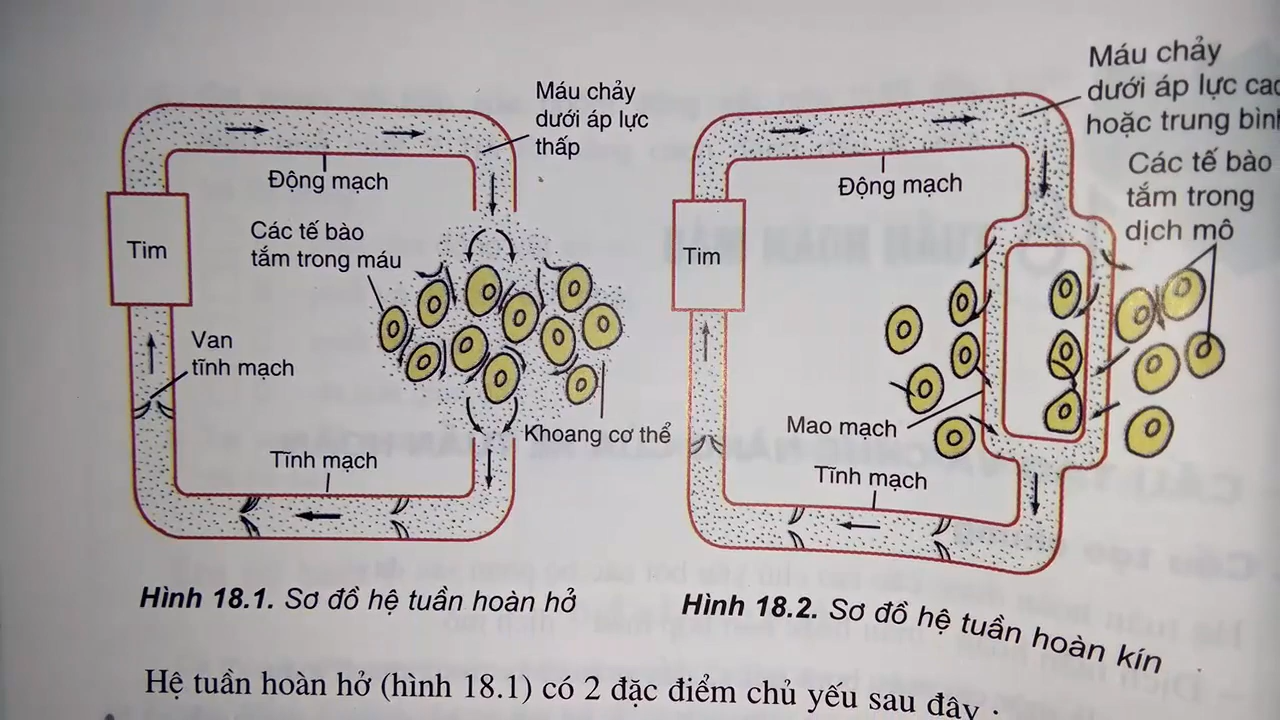 Máu chảy
dưới áp lực
thấp
Động mạch
Tim
Các tế bào
tắm trong máu
Van
tĩnh mạch
Khoang cơ thể
Tĩnh mạch
Hình 18.1. Sơ đồ hệ tuần hoàn hở
Máu chảy
dưới áp lực cao
hoặc trung bình
Động mạch
Các tế bào
tắm trong
dịch mô
Tim
Mao mạch
Tĩnh mạch
Hình 18.2. Sơ đồ hệ tuần hoàn kín
Hệ tuần hoàn hở (hình 18.1) có 2 đặc điểm chủ yếu sau đây :